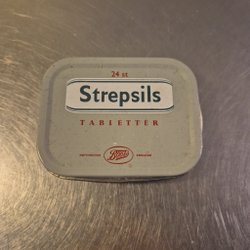 24 st
Strepsils
TABLETTER
Boots